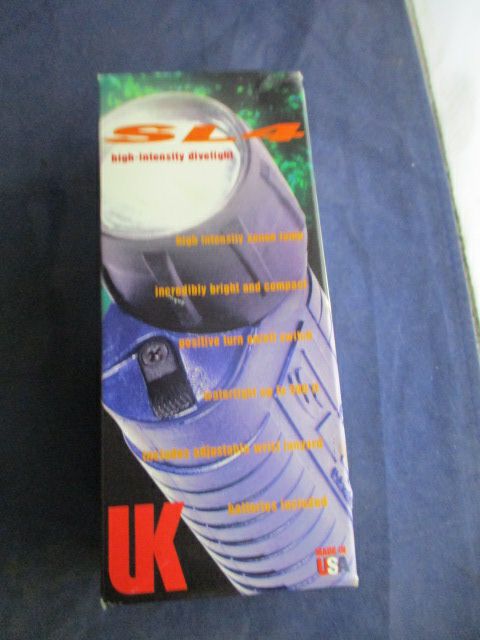 SL4
high-intensity divelight
high intensity xenon lamp
incredibly bright and compact
positive turn on/off switch
watertight up to 500 ft
includes adjustable wrist lanyard
batteries included
UK
MADE IN
USA